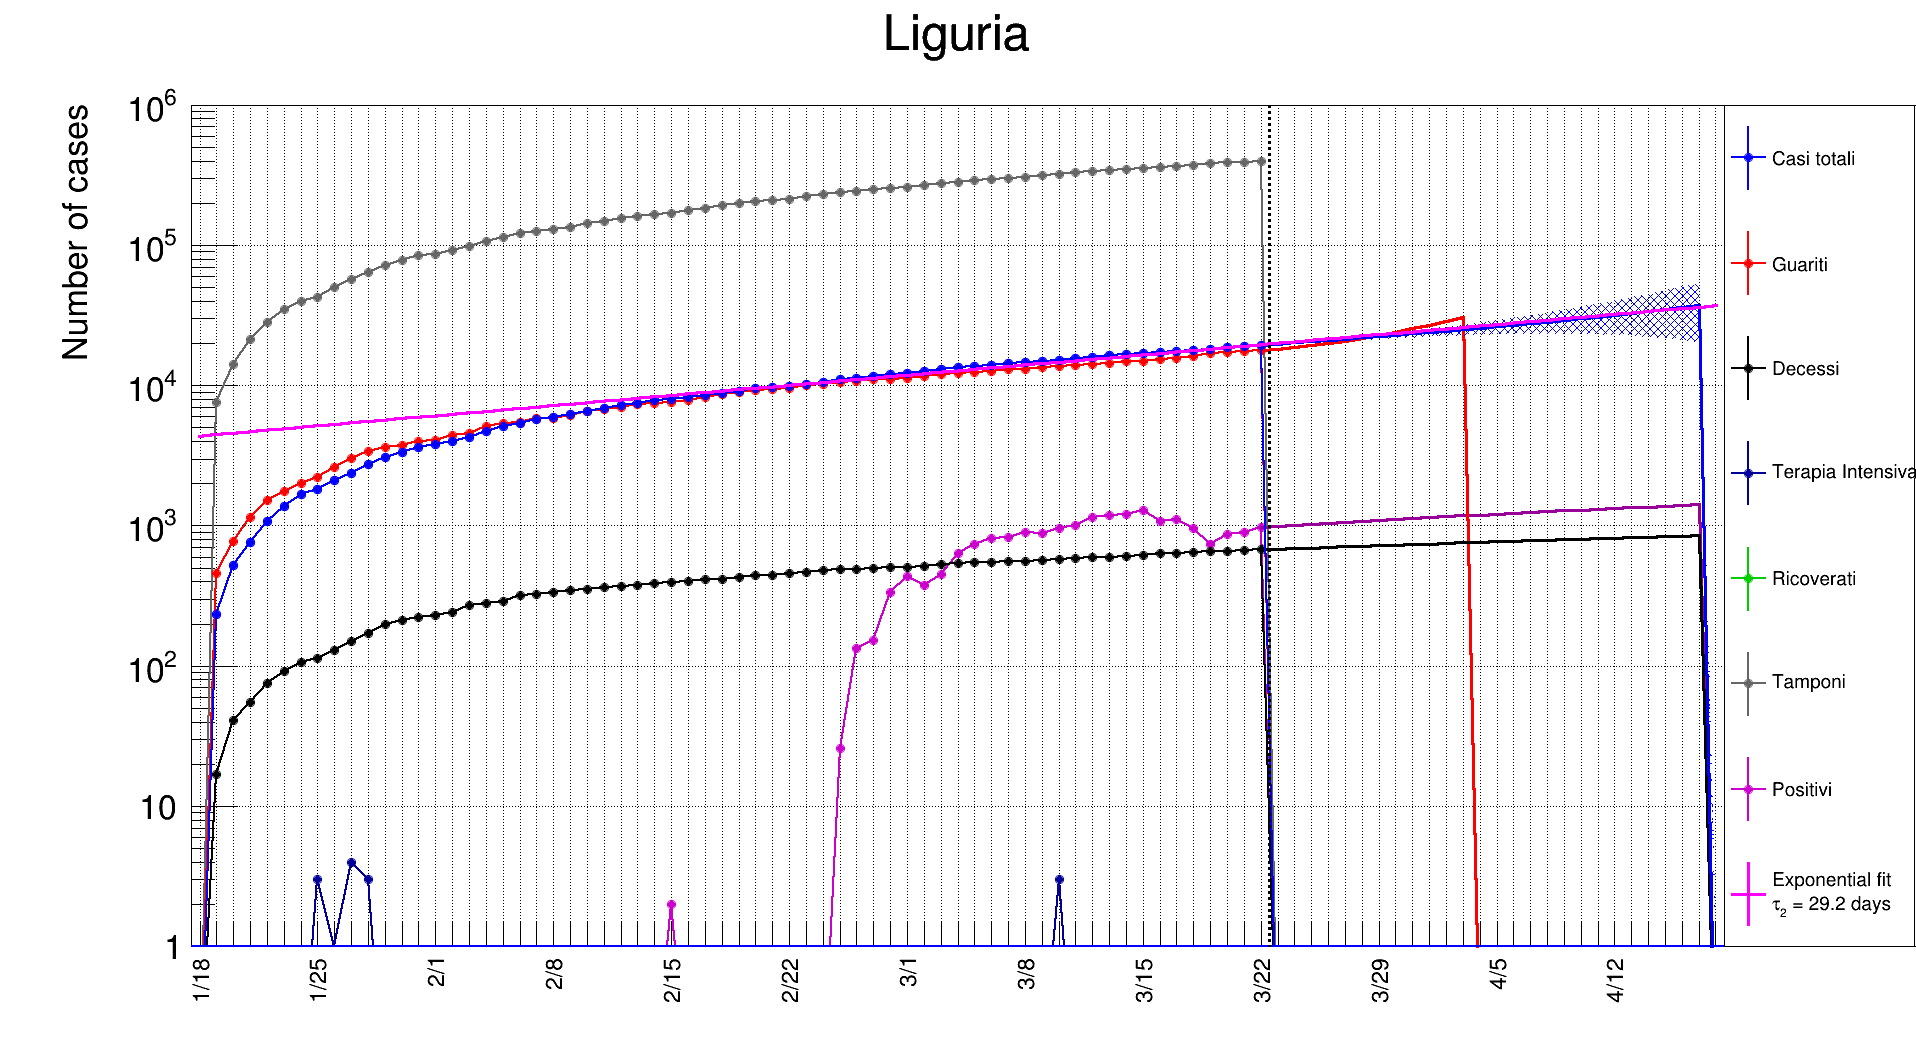 Liguria
Number of cases
10^6
10^5
10^4
10^3
10^2
10
1
1/18
1/25
2/1
2/8
2/15
2/22
3/1
3/8
3/15
3/22
3/29
4/5
4/12
Casi totali
Guariti
Decessi
Terapia Intensiva
Ricoverati
Tamponi
Positivi
Exponential fit
τ_2 = 29.2 days